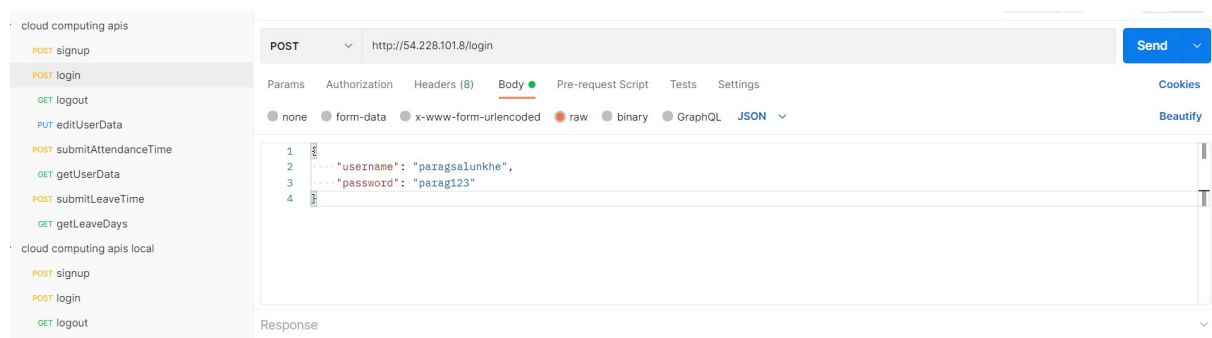 cloud computing apis
POST signup
POST login
GET logout
PUT editUserData
POST submitAttendanceTime
GET getUserData
POST submitLeaveTime
GET getLeaveDays
cloud computing apis local
POST signup
POST login
GET logout
POST http://54.228.101.8/login Send
Params Authorization Headers (8) Body Pre-request Script Tests Settings Cookies
none form-data x-www-form-urlencoded raw binary GraphQL JSON Beautify
1 {
2 "username": "paragsalunkhe",
3 "password": "parag123"
4 }
Response